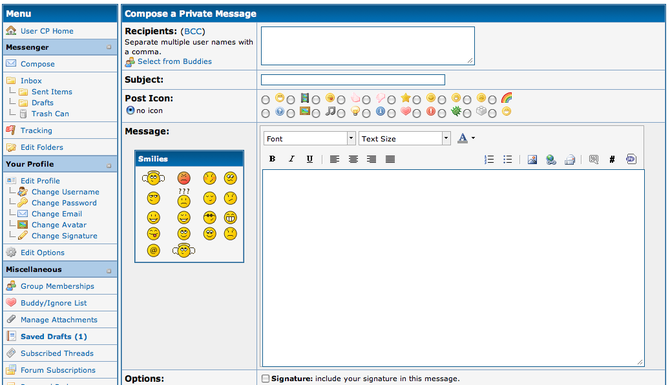 Menu
User CP Home
Messenger
Compose
Inbox
Sent Items
Drafts
Trash Can
Tracking
Edit Folders
Your Profile
Edit Profile
Change Username
Change Password
Change Email
Change Avatar
Change Signature
Edit Options
Miscellaneous
Group Memberships
Buddy/Ignore List
Manage Attachments
Saved Drafts (1)
Subscribed Threads
Forum Subscriptions
Compose a Private Message
Recipients: (BCC)
Separate multiple user names with
a comma.
Select from Buddies
Subject:
Post Icon:
no icon
Message:
Font
Text Size
A
B I U
#
Smilies
???
@
Options:
Signature: include your signature in this message.